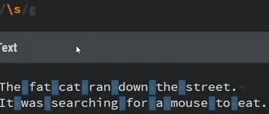 /\s/g
Text
The fat cat ran down the street.
It was searching for a mouse to eat.